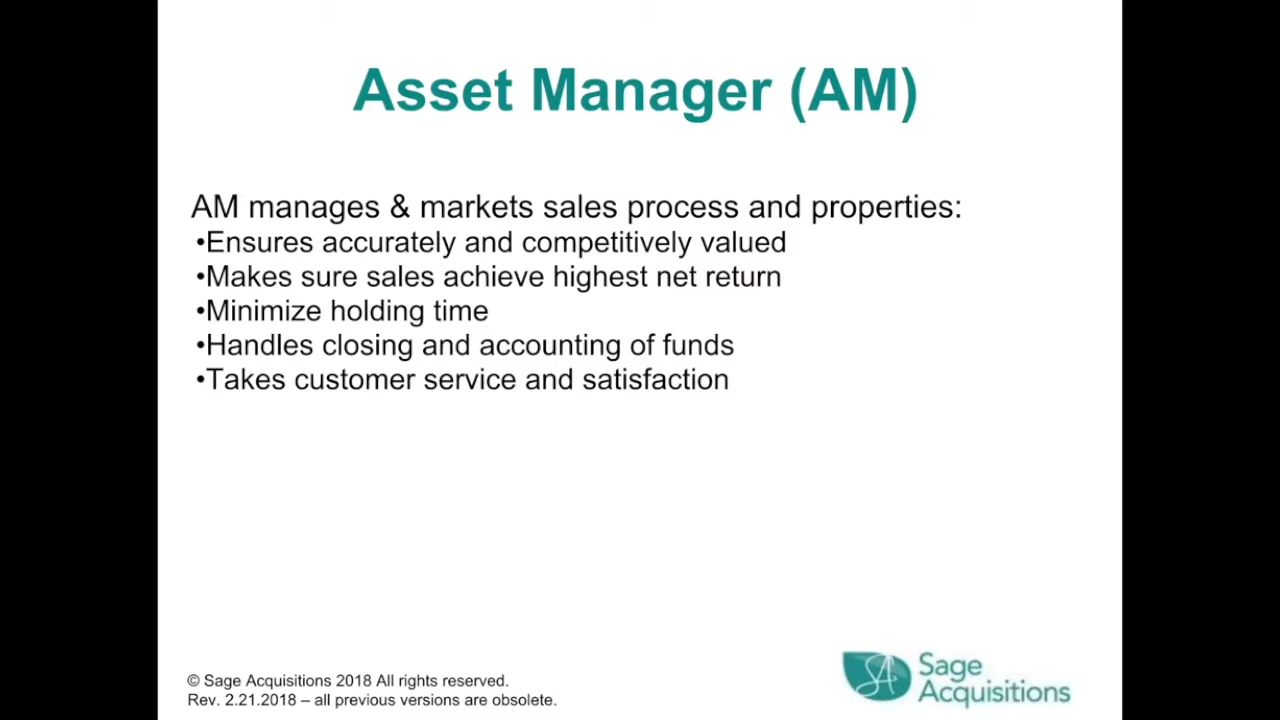 Asset Manager (AM)
AM manages & markets sales process and properties:
•Ensures accurately and competitively valued
•Makes sure sales achieve highest net return
•Minimize holding time
•Handles closing and accounting of funds
•Takes customer service and satisfaction
© Sage Acquisitions 2018 All rights reserved.
Rev. 2.21.2018 – all previous versions are obsolete.
SA
Sage
Acquisitions